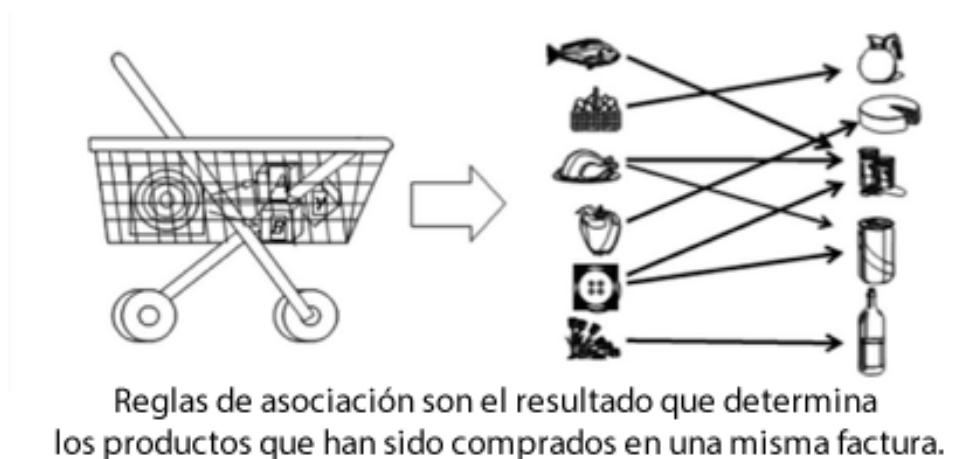 Reglas de asociación son el resultado que determina
los productos que han sido comprados en una misma factura.